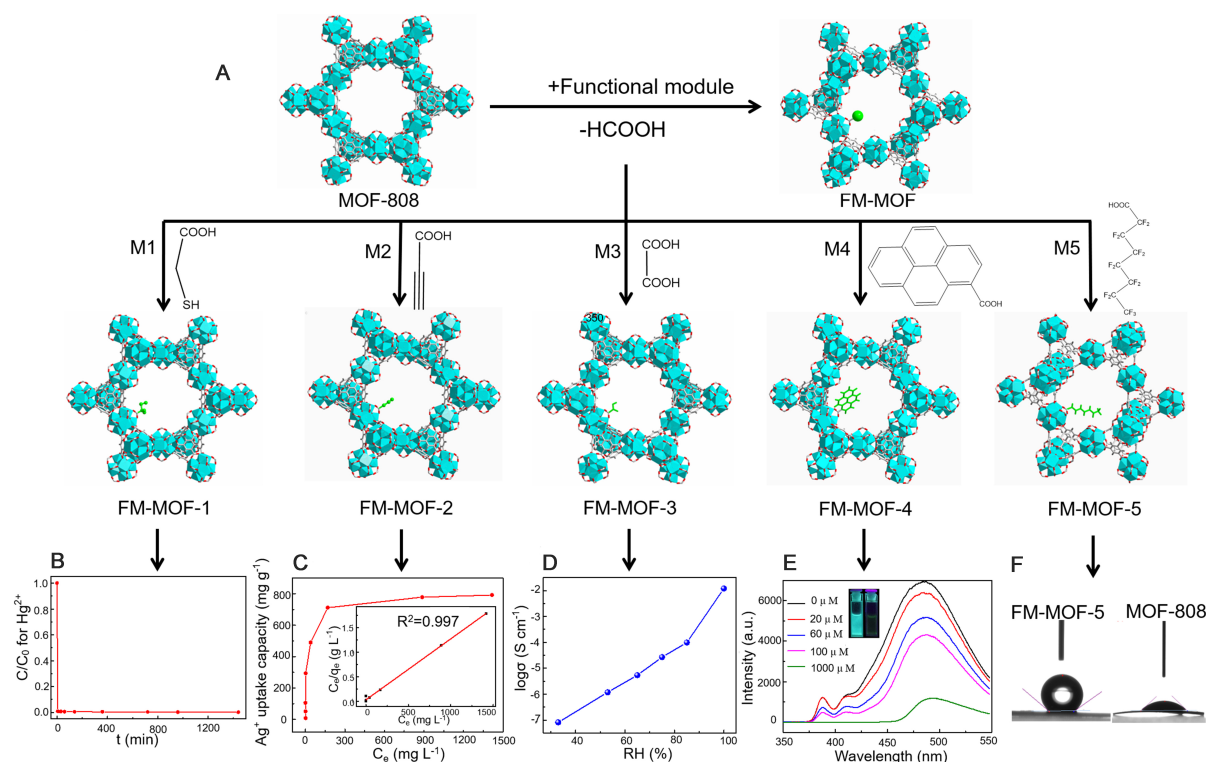 A
+Functional module
-HCOOH
MOF-808
FM-MOF
M1
COOH
SH
M2
COOH
M3
COOH
COOH
M4
COOH
M5
HOOC
CF₂
F₂C
CF₂
F₂C
CF₂
F₂C
CF₃
350
FM-MOF-1
FM-MOF-2
FM-MOF-3
FM-MOF-4
FM-MOF-5
B
C/C₀ for Hg²⁺
1.0
0.8
0.6
0.4
0.2
0.0
0 400 800 1200
t (min)
C
Ag⁺ uptake capacity (mg g⁻¹)
800
600
400
200
0
0 300 600 900 1200 1500
Cₑ (mg L⁻¹)
R²=0.997
Cₑ/qₑ (g L⁻¹)
1.5
1.0
0.5
0.0
0 500 1000 1500
Cₑ (mg L⁻¹)
D
logσ (S cm⁻¹)
-2
-3
-4
-5
-6
-7
40 60 80 100
RH (%)
E
Intensity (a.u.)
6000
4000
2000
0
0 μ M
20 μ M
60 μ M
100 μ M
1000 μ M
350 400 450 500 550
Wavelength (nm)
F
FM-MOF-5 MOF-808